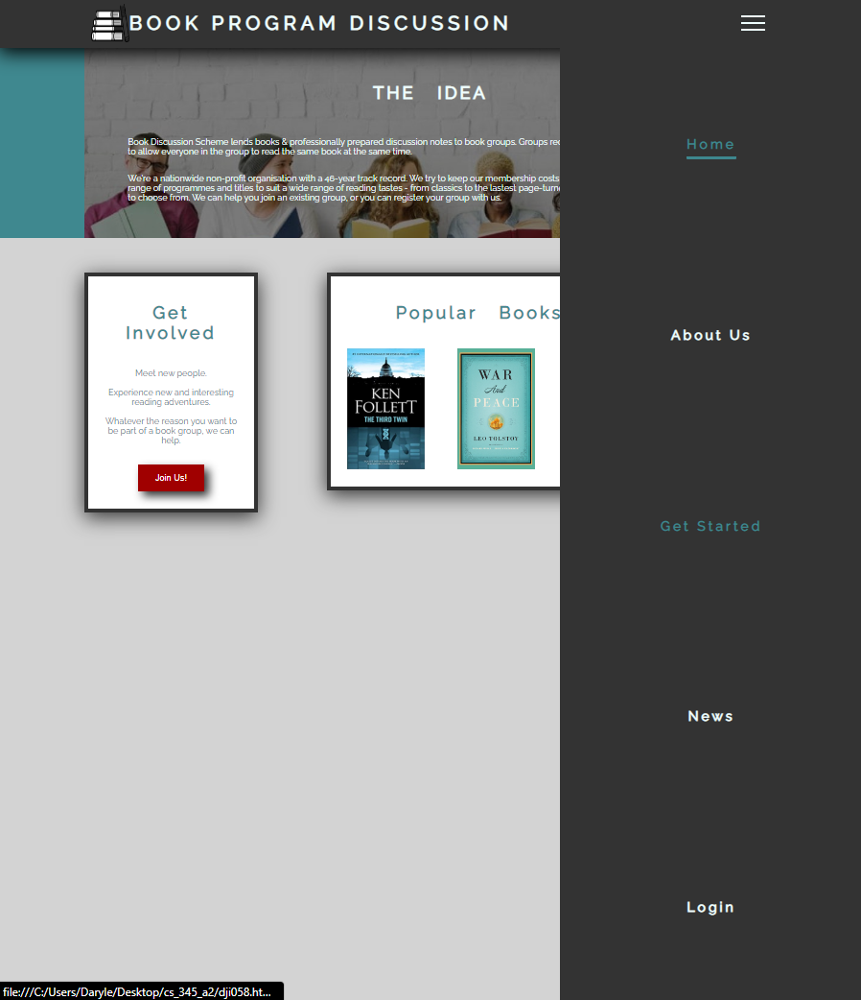 BOOK PROGRAM DISCUSSION
THE IDEA
Book Discussion Scheme lends books & professionally prepared discussion notes to book groups. Groups
to allow everyone in the group to read the same book at the same time.
We're a nationwide non-profit organisation with a 46-year track record. We try to keep our membership costs
range of programmes and titles to suit a wide range of reading tastes - from classics to the lastest
to choose from. We can help you join an existing group, or you can register your group with us.
Get
Involved
Meet new people.
Experience new and interesting
reading adventures.
Whatever the reason you want to
be part of a book group, we can
help.
Join Us!
Popular Books
KEN
FOLLETT
THE THIRD TWIN
WAR
And
PEACE
LEO TOLSTOY
Home
About Us
Get Started
News
Login
file:///C:/Users/Daryle/Desktop/cs_345_a2/dji058.ht...